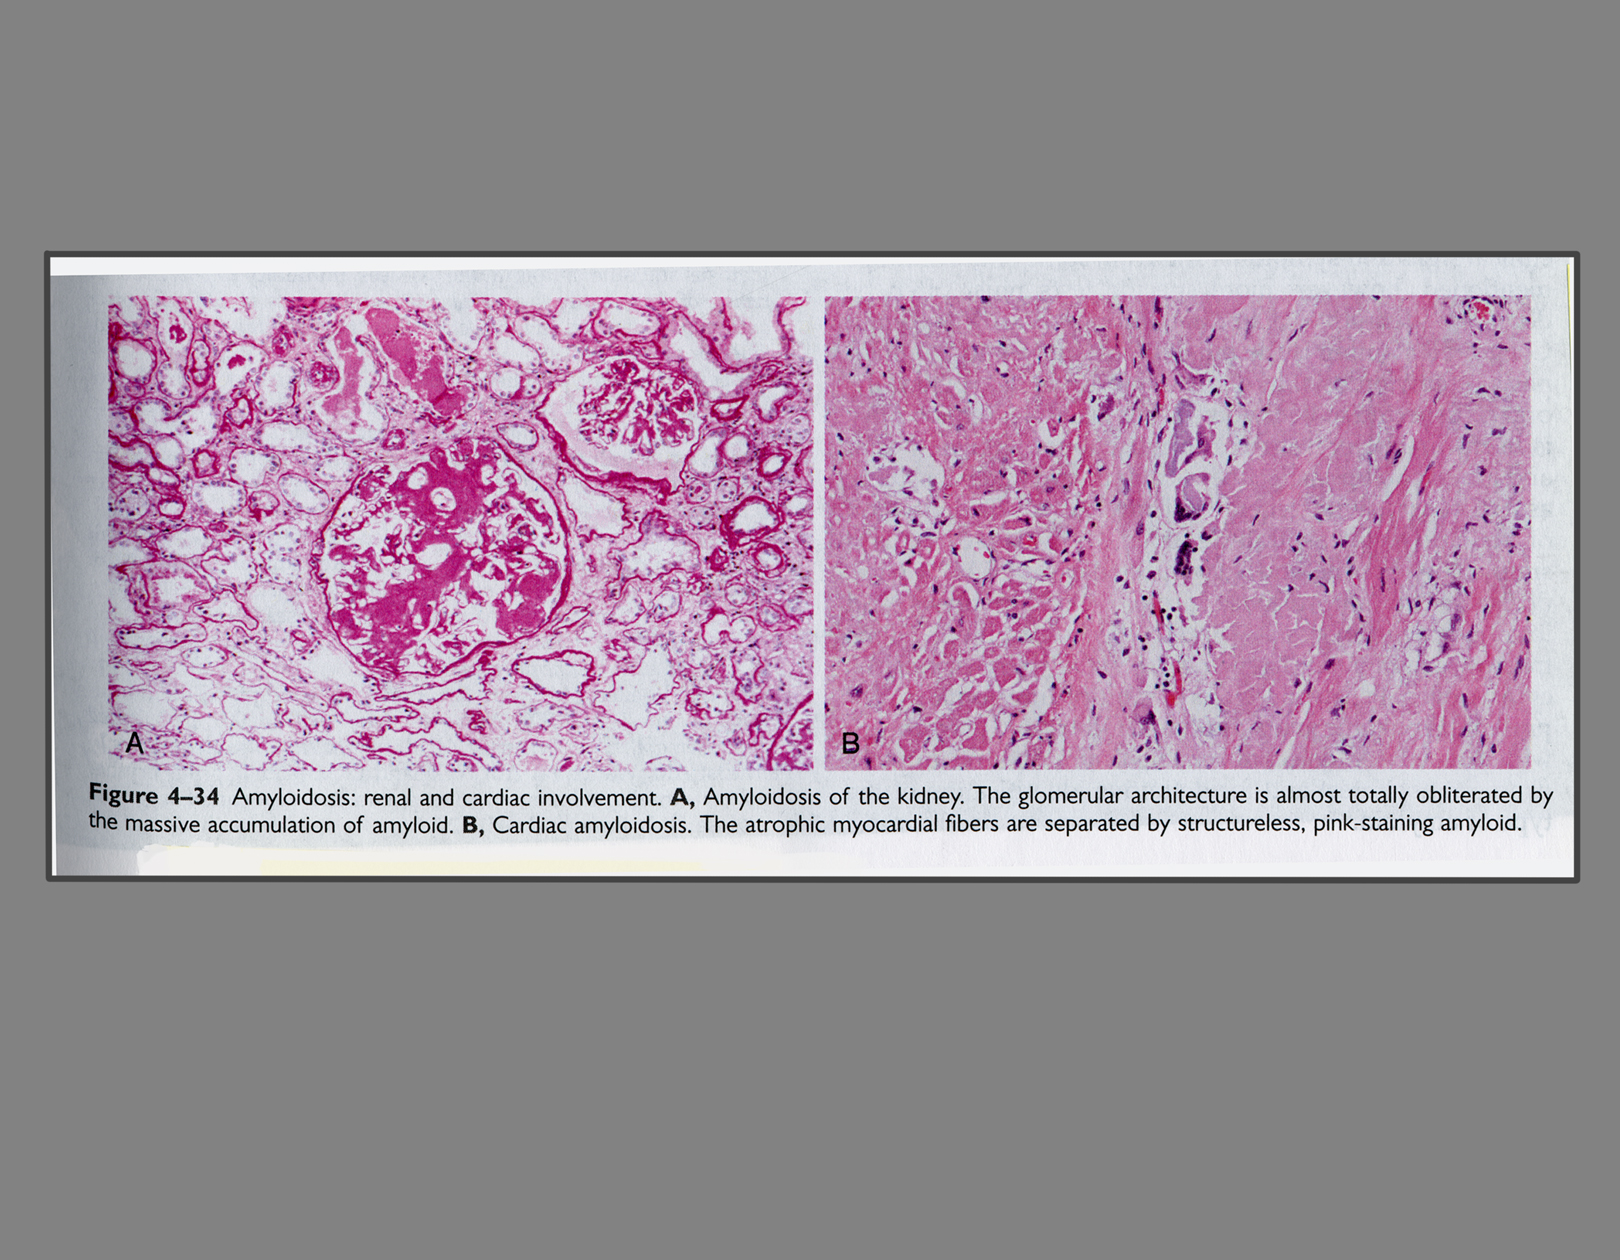 A
B
Figure 4–34 Amyloidosis: renal and cardiac involvement. A, Amyloidosis of the kidney. The glomerular architecture is almost totally obliterated by
the massive accumulation of amyloid. B, Cardiac amyloidosis. The atrophic myocardial fibers are separated by structureless, pink-staining amyloid.